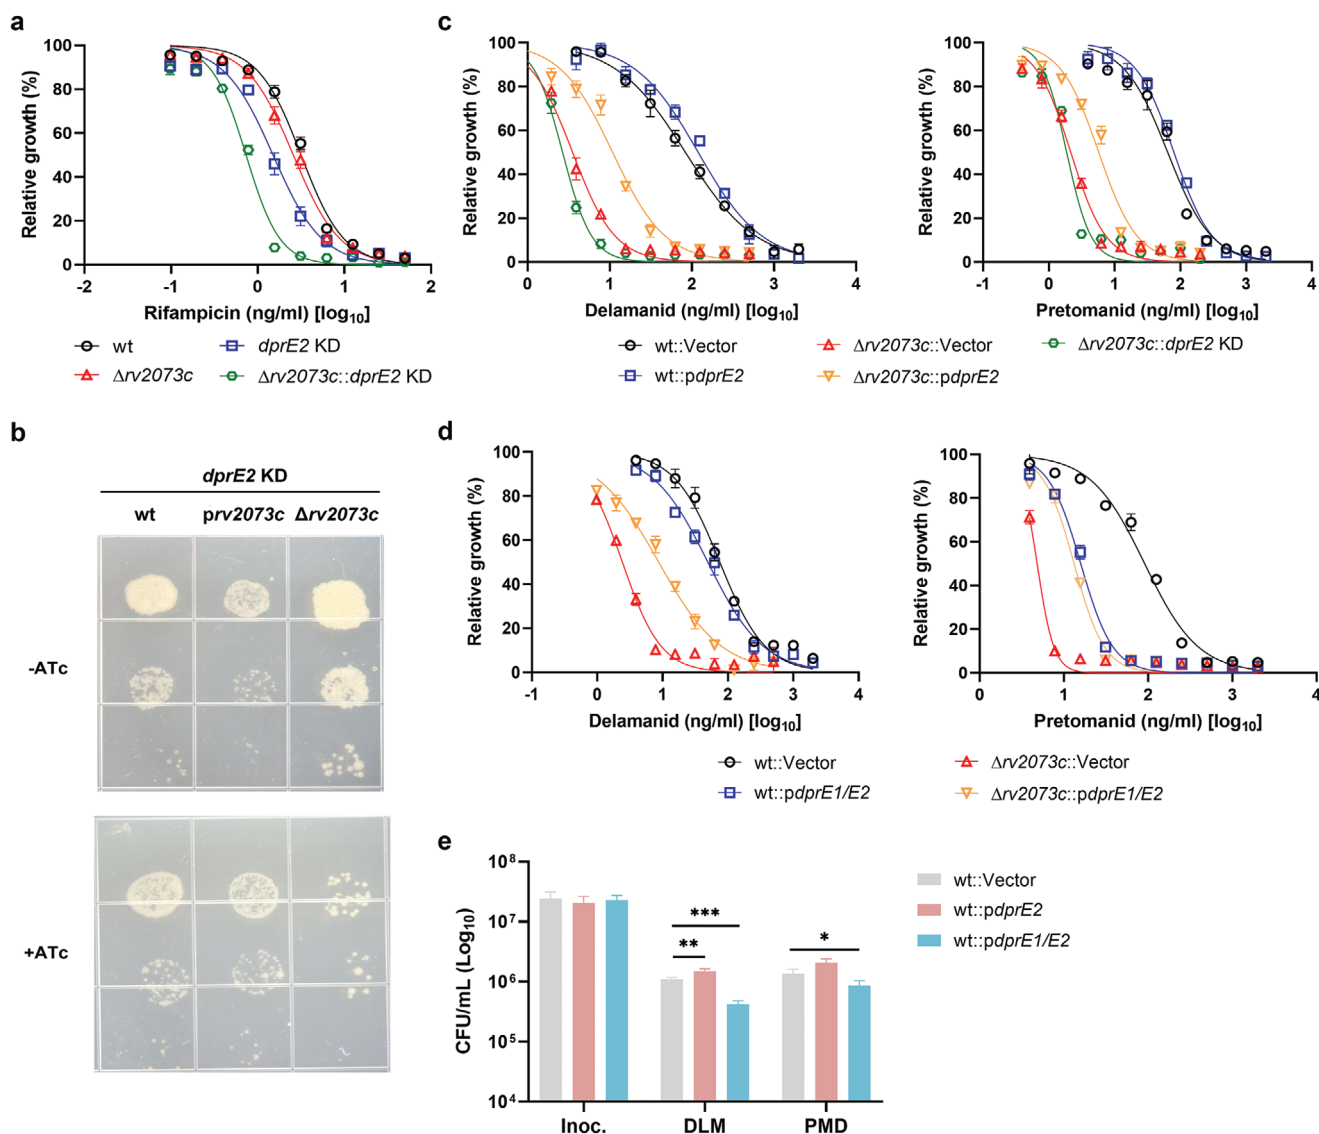 a
100
80
60
40
20
0
Relative growth (%)
-2
-1
0
1
2
Rifampicin (ng/ml) [log10]
wt
dprE2 KD
Δrv2073c
Δrv2073c::dprE2 KD
b
dprE2 KD
wt
prv2073c
Δrv2073c
-ATc
+ATc
c
100
80
60
40
20
0
Relative growth (%)
0
1
2
3
4
Delamanid (ng/ml) [log10]
100
80
60
40
20
0
Relative growth (%)
-1
0
1
2
3
4
Pretomanid (ng/ml) [log10]
wt::Vector
Δrv2073c::Vector
Δrv2073c::dprE2 KD
wt::pdprE2
Δrv2073c::pdprE2
d
100
80
60
40
20
0
Relative growth (%)
-1
0
1
2
3
4
Delamanid (ng/ml) [log10]
100
80
60
40
20
0
Relative growth (%)
0
1
2
3
4
Pretomanid (ng/ml) [log10]
wt::Vector
Δrv2073c::Vector
wt::pdprE1/E2
Δrv2073c::pdprE1/E2
e
10^8
10^7
10^6
10^5
10^4
CFU/mL (Log10)
***
**
*
Inoc.
DLM
PMD
wt::Vector
wt::pdprE2
wt::pdprE1/E2